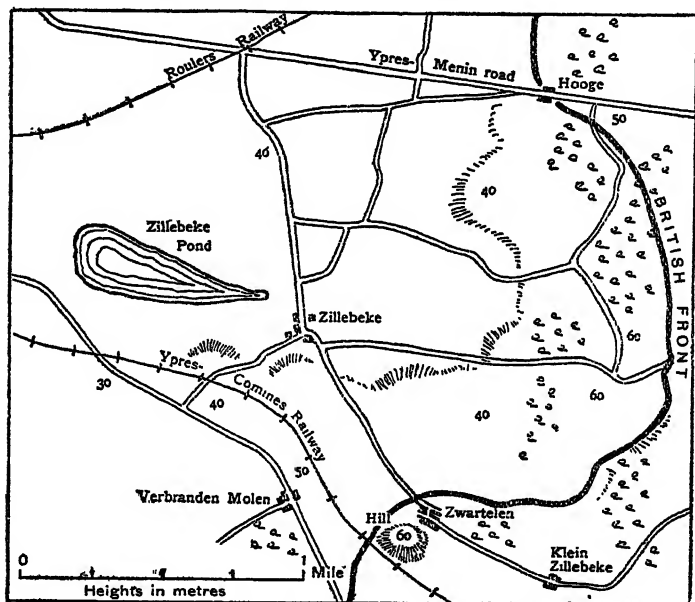 Roulers Railway
Ypres-
Menin road
Hooge
50
40
40
BRITISH FRONT
Zillebeke
Pond
Zillebeke
60
30
Ypres-
Comines Railway
40
60
40
50
Verbranden Molen
Hill
60
Zwartelen
Klein
Zillebeke
0
1
Mile
Heights in metres